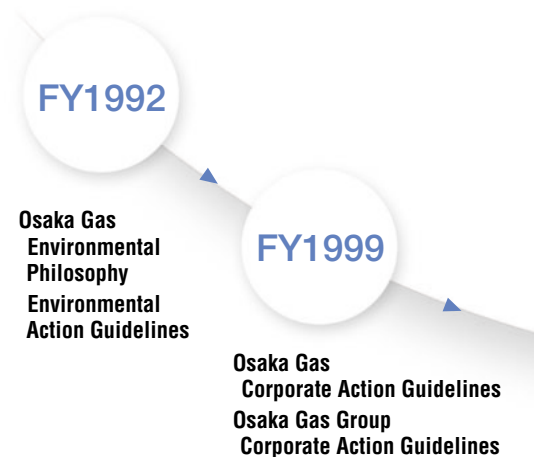 FY1992
Osaka Gas
Environmental
Philosophy
Environmental
Action Guidelines
FY1999
Osaka Gas
Corporate Action Guidelines
Osaka Gas Group
Corporate Action Guidelines